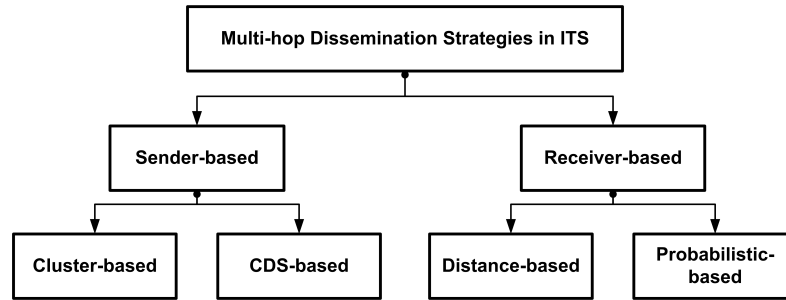 Multi-hop Dissemination Strategies in ITS
Sender-based
Receiver-based
Cluster-based
CDS-based
Distance-based
Probabilistic-
based